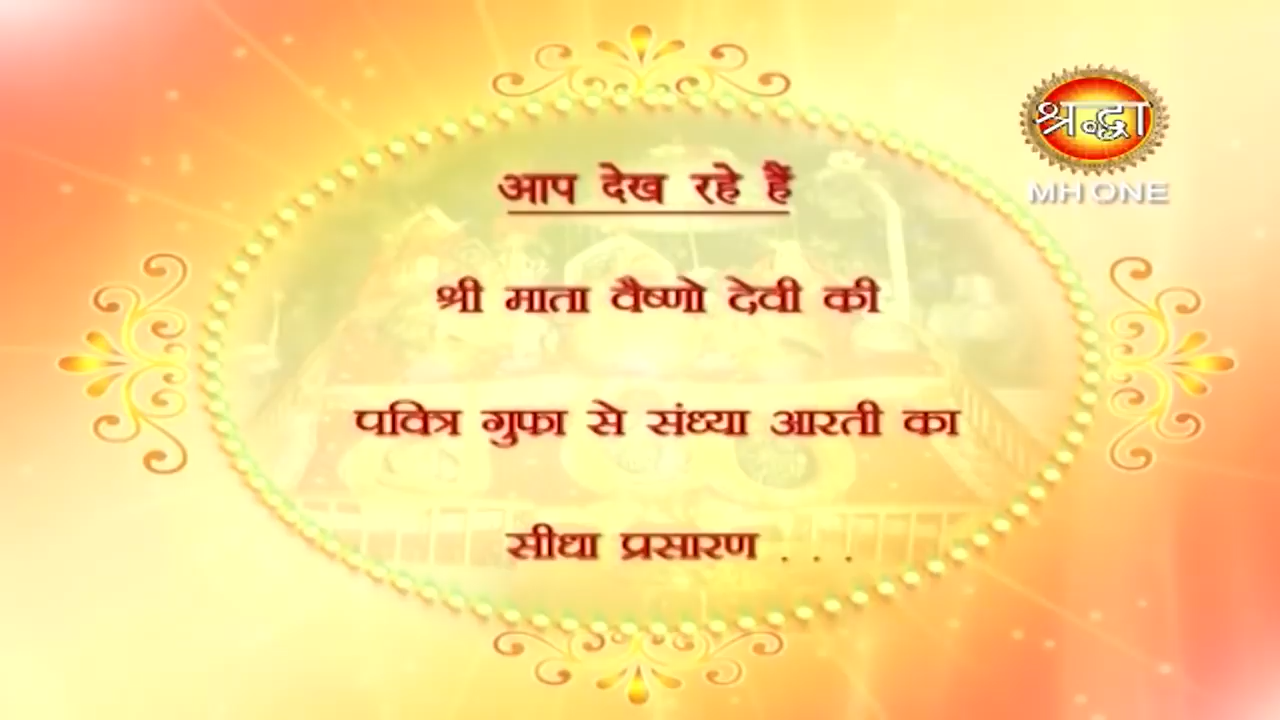 श्रद्धा
MH ONE
आप देख रहे हैं
श्री माता वैष्णो देवी की
पवित्र गुफा से संध्या आरती का
सीधा प्रसारण . . .